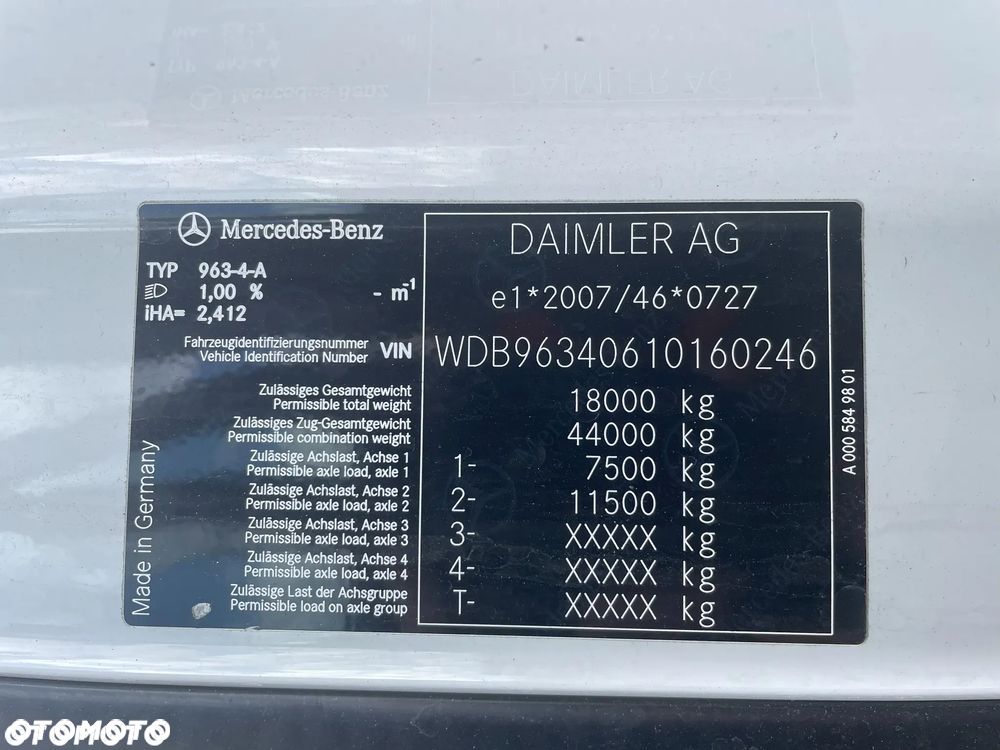 Mercedes-Benz
TYP 963-4-A
1,00 % - m⁻¹
iHA= 2,412
DAIMLER AG
e1*2007/46*0727
Fahrzeugidentifizierungsnummer
Vehicle Identification Number VIN WDB96340610160246
Zulässiges Gesamtgewicht
Permissible total weight 18000 kg
Zulässiges Zug-Gesamtgewicht
Permissible combination weight 44000 kg
Zulässige Achslast, Achse 1
Permissible axle load, axle 1 1- 7500 kg
Zulässige Achslast, Achse 2
Permissible axle load, axle 2 2- 11500 kg
Zulässige Achslast, Achse 3
Permissible axle load, axle 3 3- XXXXX kg
Zulässige Achslast, Achse 4
Permissible axle load, axle 4 4- XXXXX kg
Zulässige Last der Achsgruppe
Permissible load on axle group T- XXXXX kg
Made in Germany
A 000 584 98 01
OTOMOTO